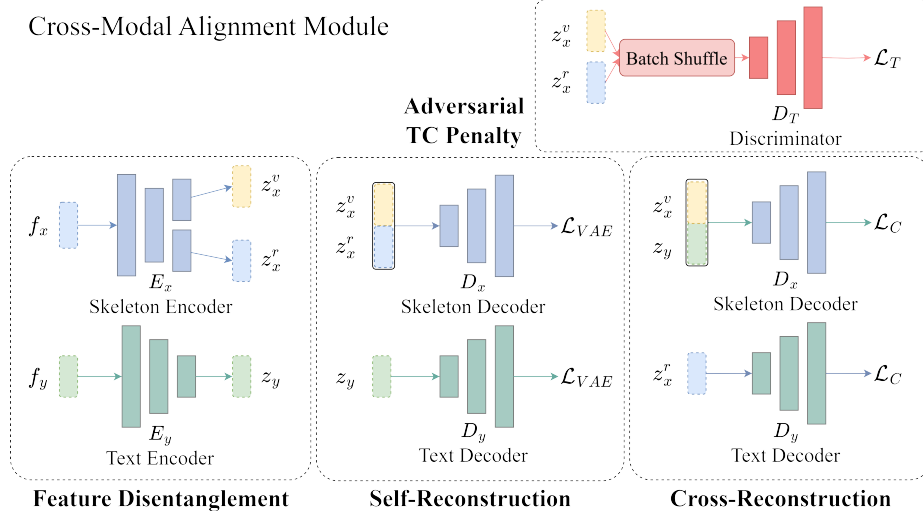 Cross-Modal Alignment Module
z_x^v
z_x^r
Batch Shuffle
D_T
Discriminator
ℒ_T
Adversarial
TC Penalty
f_x
E_x
Skeleton Encoder
z_x^v
z_x^r
f_y
E_y
Text Encoder
z_y
Feature Disentanglement
z_x^v
z_x^r
D_x
Skeleton Decoder
ℒ_VAE
z_y
D_y
Text Decoder
ℒ_VAE
Self-Reconstruction
z_x^v
z_y
D_x
Skeleton Decoder
ℒ_C
z_x^r
D_y
Text Decoder
ℒ_C
Cross-Reconstruction